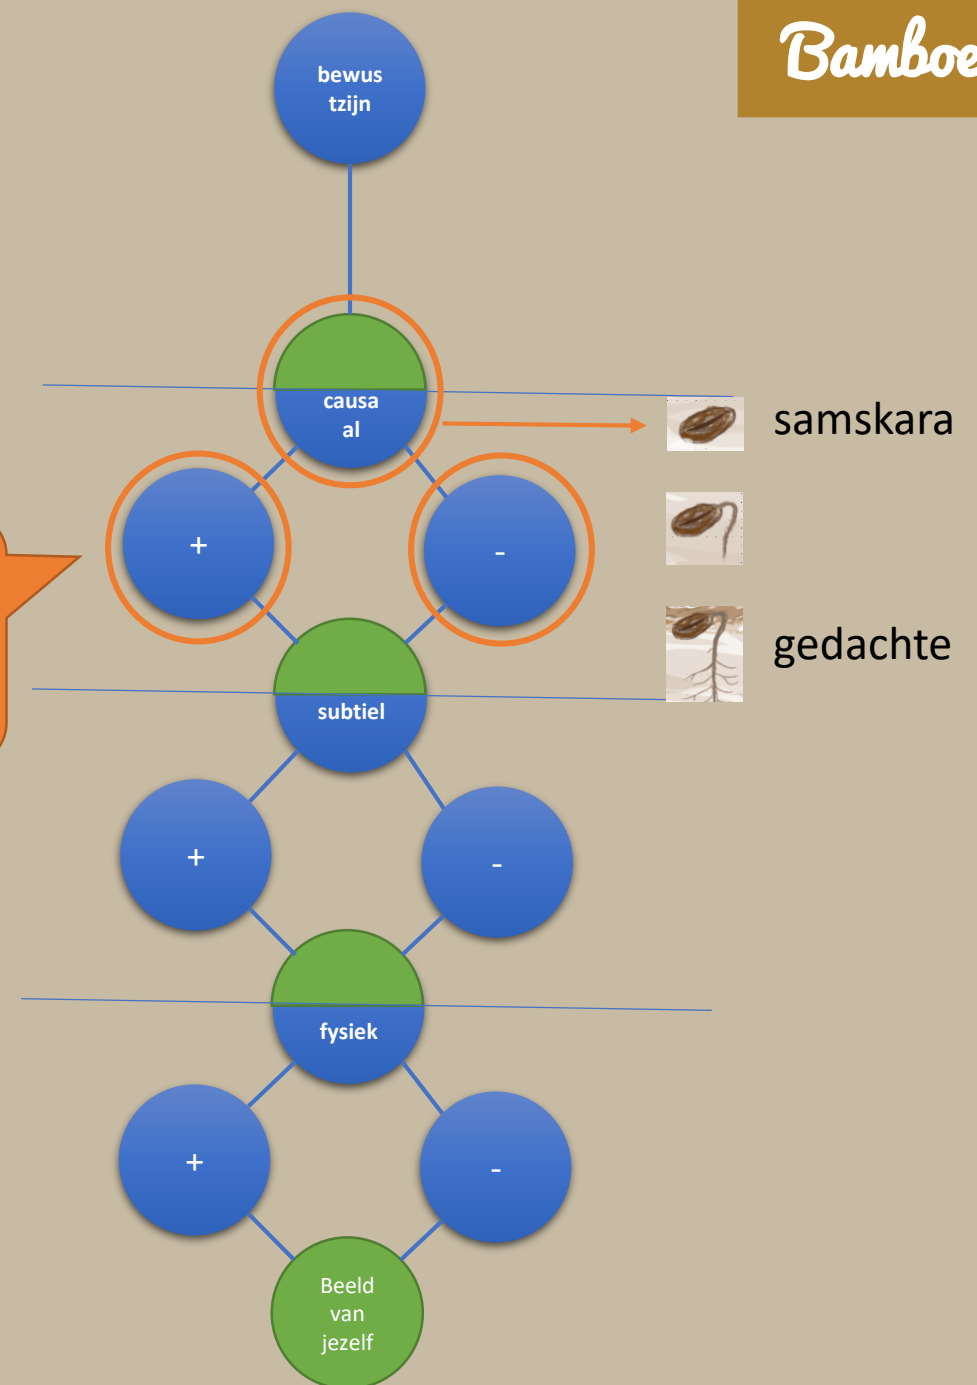 Bamboe
bewus
tzijn
causa
al
samskara
+
-
gedachte
subtiel
+
-
fysiek
+
-
Beeld
van
jezelf